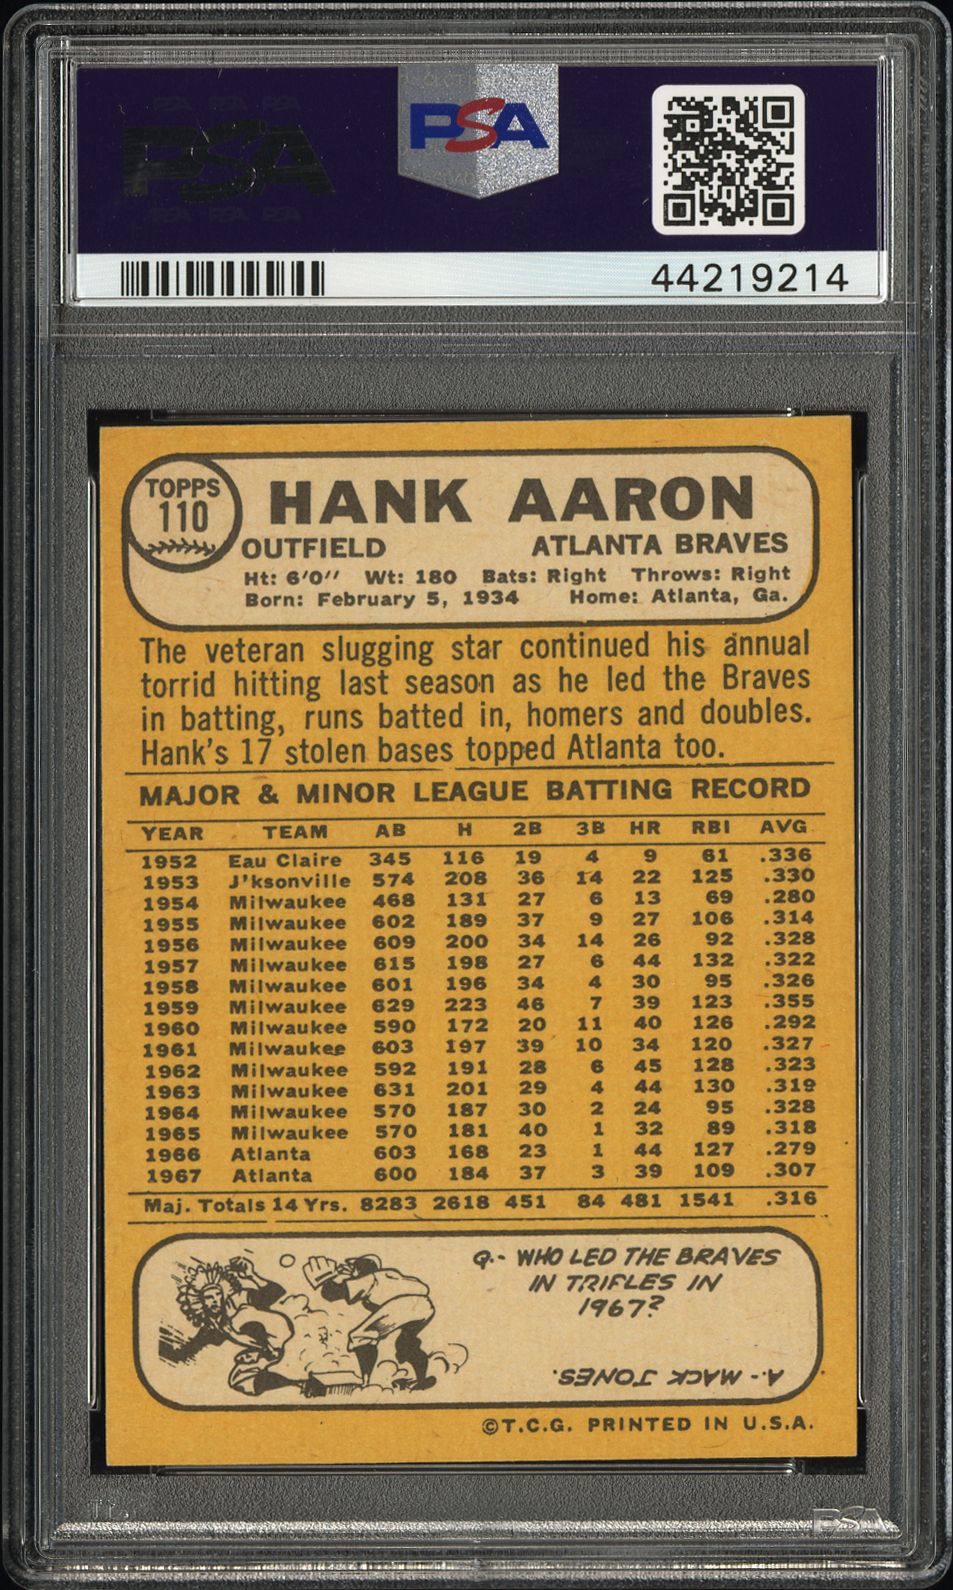 PSA PSA PSA
PSA
PSA PSA PSA
PSA
44219214
TOPPS
110
HANK AARON
OUTFIELD ATLANTA BRAVES
Ht: 6'0'' Wt: 180 Bats: Right Throws: Right
Born: February 5, 1934 Home: Atlanta, Ga.
The veteran slugging star continued his annual
torrid hitting last season as he led the Braves
in batting, runs batted in, homers and doubles.
Hank's 17 stolen bases topped Atlanta too.
MAJOR & MINOR LEAGUE BATTING RECORD
YEAR TEAM AB H 2B 3B HR RBI AVG
1952 Eau Claire 345 116 19 4 9 61 .336
1953 J'ksonville 574 208 36 14 22 125 .330
1954 Milwaukee 468 131 27 6 13 69 .280
1955 Milwaukee 602 189 37 9 27 106 .314
1956 Milwaukee 609 200 34 14 26 92 .328
1957 Milwaukee 615 198 27 6 44 132 .322
1958 Milwaukee 601 196 34 4 30 95 .326
1959 Milwaukee 629 223 46 7 39 123 .355
1960 Milwaukee 590 172 20 11 40 126 .292
1961 Milwaukee 603 197 39 10 34 120 .327
1962 Milwaukee 592 191 28 6 45 128 .323
1963 Milwaukee 631 201 29 4 44 130 .319
1964 Milwaukee 570 187 30 2 24 95 .328
1965 Milwaukee 570 181 40 1 32 89 .318
1966 Atlanta 603 168 23 1 44 127 .279
1967 Atlanta 600 184 37 3 39 109 .307
Maj. Totals 14 Yrs. 8283 2618 451 84 481 1541 .316
Q.- WHO LED THE BRAVES
IN TRIFLES IN
1967?
A.- MACK JONES.
©T.C.G. PRINTED IN U.S.A.
PSA